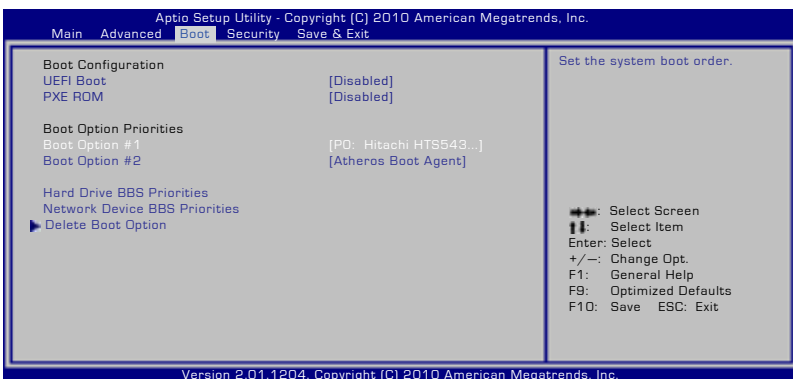 Aptio Setup Utility - Copyright (C) 2010 American Megatrends, Inc.
Main Advanced Boot Security Save & Exit
Boot Configuration
UEFI Boot [Disabled]
PXE ROM [Disabled]
Boot Option Priorities
Boot Option #1 [P0: Hitachi HTS543...]
Boot Option #2 [Atheros Boot Agent]
Hard Drive BBS Priorities
Network Device BBS Priorities
Delete Boot Option
Set the system boot order.
: Select Screen
: Select Item
Enter: Select
+/—: Change Opt.
F1: General Help
F9: Optimized Defaults
F10: Save ESC: Exit
Version 2.01.1204. Copyright (C) 2010 American Megatrends, Inc.